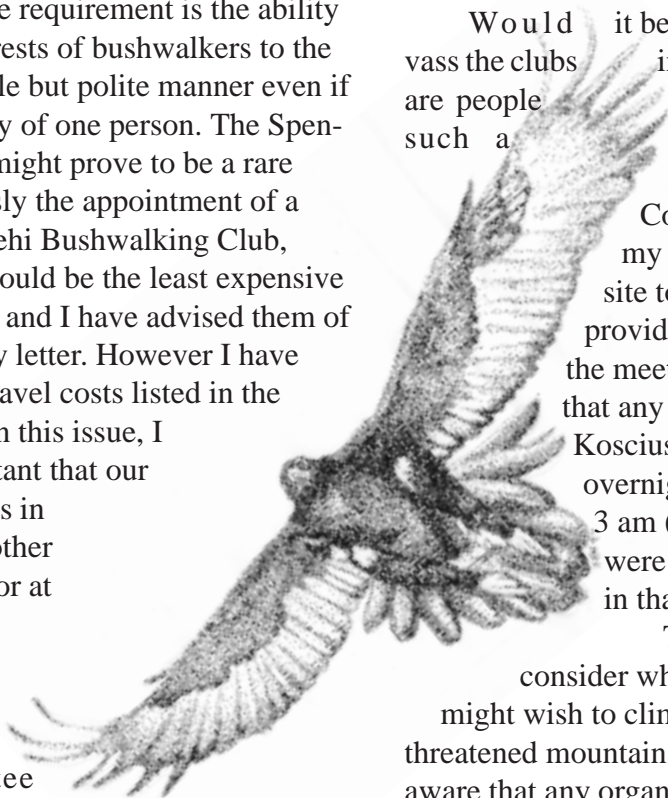 e requirement is the ability
rests of bushwalkers to the
le but polite manner even if
y of one person. The Spen-
might prove to be a rare
sly the appointment of a
ehi Bushwalking Club,
ould be the least expensive
and I have advised them of
y letter. However I have
avel costs listed in the
n this issue, I
tant that our
s in
other
or at
tee
Would it be
vass the clubs i
are people
such a
Co
my
site to
provid
the meet
that any
Koscius
overnig
3 am (
were
in tha
T
consider wh
might wish to clim
threatened mountain
aware that any organ